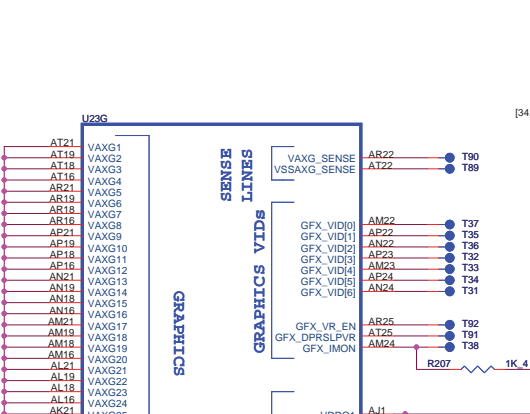 [34
U23G
AT21 VAXG1
AT19 VAXG2
AT18 VAXG3
AT16 VAXG4
AR21 VAXG5
AR19 VAXG6
AR18 VAXG7
AR16 VAXG8
AP21 VAXG9
AP19 VAXG10
AP18 VAXG11
AP16 VAXG12
AN21 VAXG13
AN19 VAXG14
AN18 VAXG15
AN16 VAXG16
AM21 VAXG17
AM19 VAXG18
AM18 VAXG19
AM16 VAXG20
AL21 VAXG21
AL19 VAXG22
AL18 VAXG23
AL16 VAXG24
AK21
GRAPHICS
SENSE
LINES
VAXG_SENSE AR22 T90
VSSAXG_SENSE AT22 T89
GRAPHICS VIDs
GFX_VID[0] AM22 T37
GFX_VID[1] AP22 T35
GFX_VID[2] AN22 T36
GFX_VID[3] AP23 T32
GFX_VID[4] AM23 T33
GFX_VID[5] AP24 T34
GFX_VID[6] AN24 T31
GFX_VR_EN AR25 T92
GFX_DPRSLPVR AT25 T91
GFX_IMON AM24 T38
R207 1K_4
AJ1